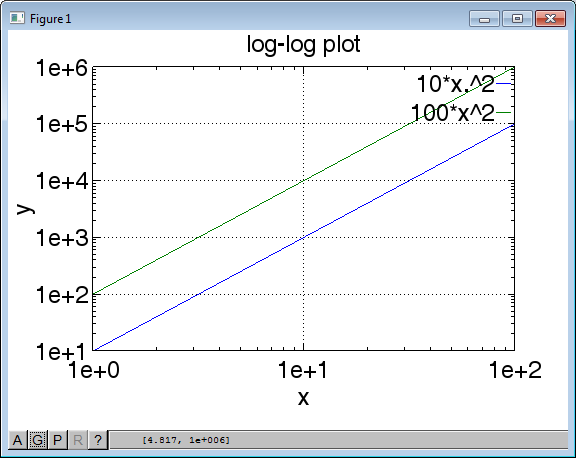 Figure 1
log-log plot
1e+6
10*x.^2
100*x^2
1e+5
1e+4
y
1e+3
1e+2
1e+1
1e+0 1e+1 1e+2
x
A G P R ? [4.817, 1e+006]